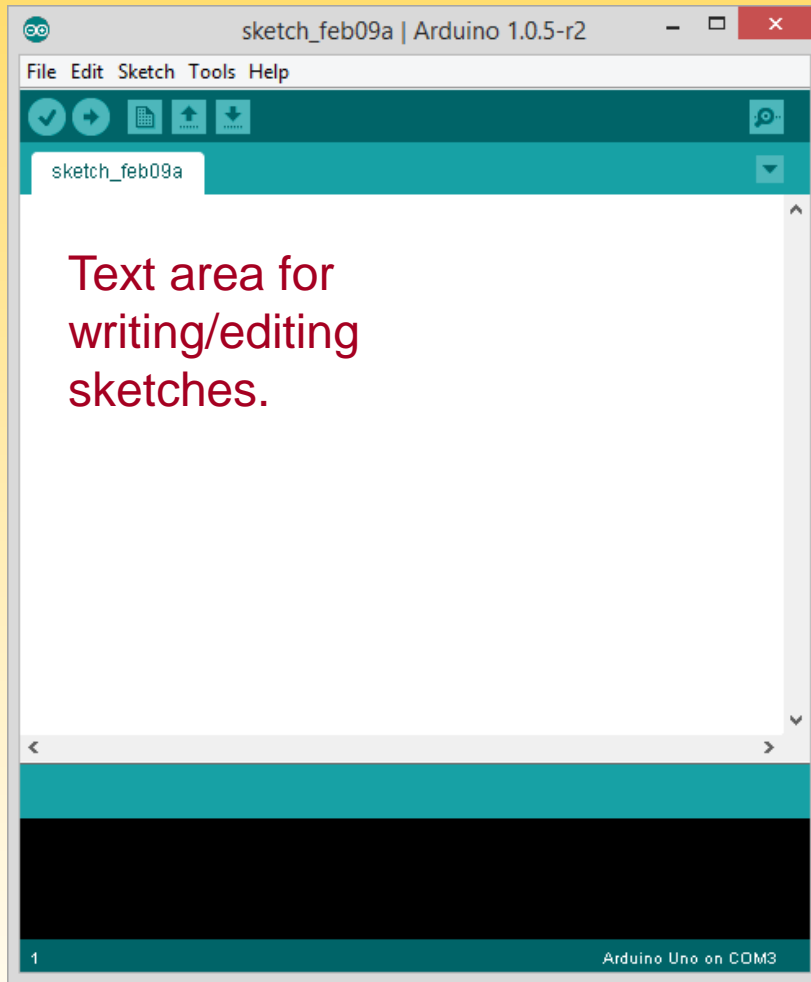 sketch_feb09a | Arduino 1.0.5-r2
File Edit Sketch Tools Help
sketch_feb09a
Text area for
writing/editing
sketches.
1 Arduino Uno on COM3